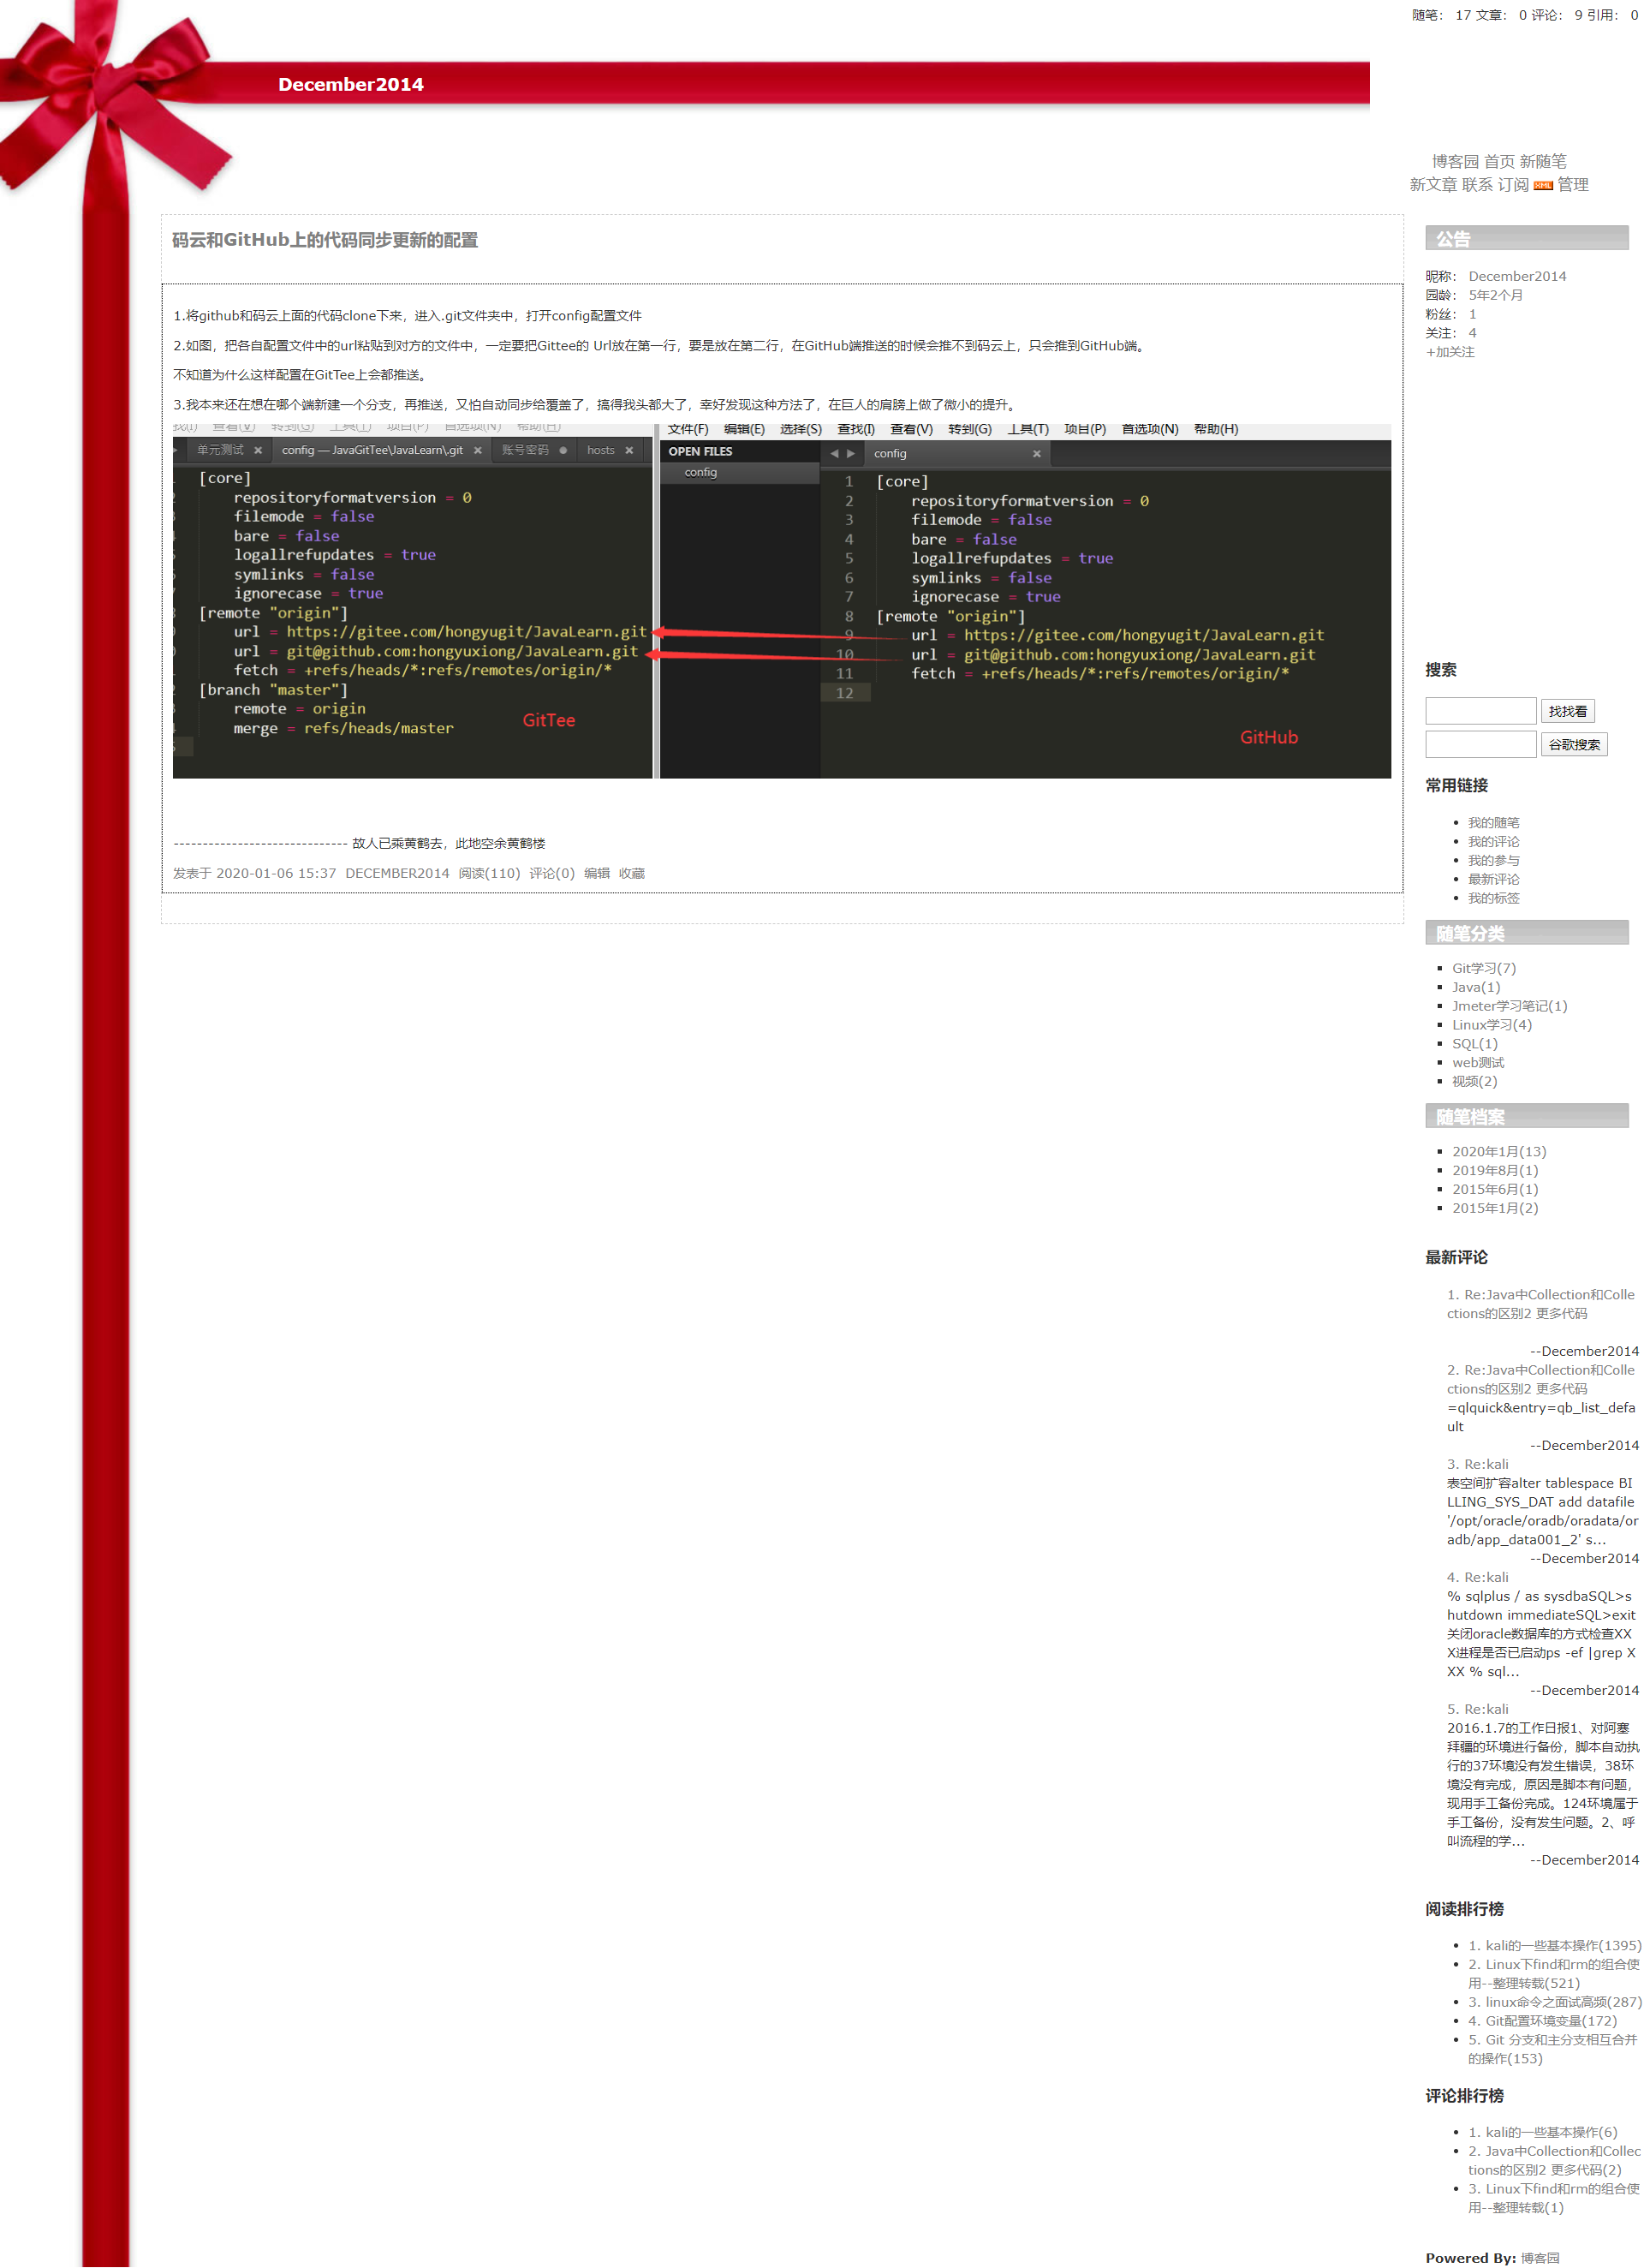 随笔: 17 文章: 0 评论: 9 引用: 0
December2014
博客园 首页 新随笔
新文章 联系 订阅 XML 管理
码云和GitHub上的代码同步更新的配置
1.将github和码云上面的代码clone下来，进入.git文件夹中，打开config配置文件
2.如图，把各自配置文件中的url粘贴到对方的文件中，一定要把Gittee的 Url放在第一行，要是放在第二行，在GitHub端推送的时候会推不到码云上，只会推到GitHub端。
不知道为什么这样配置在GitTee上会都推送。
3.我本来还在想在哪个端新建一个分支，再推送，又怕自动同步给覆盖了，搞得我头都大了，幸好发现这种方法了，在巨人的肩膀上做了微小的提升。
找(I) 查看(V) 转到(G) 工具(T) 项目(P) 首选项(N) 帮助(H)
单元测试 × config — JavaGitTee\JavaLearn\.git × 账号密码 hosts ×
[core]
repositoryformatversion = 0
filemode = false
bare = false
logallrefupdates = true
symlinks = false
ignorecase = true
[remote "origin"]
url = https://gitee.com/hongyugit/JavaLearn.git
url = git@github.com:hongyuxiong/JavaLearn.git
fetch = +refs/heads/*:refs/remotes/origin/*
[branch "master"]
remote = origin
merge = refs/heads/master
GitTee
文件(F) 编辑(E) 选择(S) 查找(I) 查看(V) 转到(G) 工具(T) 项目(P) 首选项(N) 帮助(H)
OPEN FILES
config
config ×
1 [core]
2 repositoryformatversion = 0
3 filemode = false
4 bare = false
5 logallrefupdates = true
6 symlinks = false
7 ignorecase = true
8 [remote "origin"]
9 url = https://gitee.com/hongyugit/JavaLearn.git
10 url = git@github.com:hongyuxiong/JavaLearn.git
11 fetch = +refs/heads/*:refs/remotes/origin/*
12
GitHub
------------------------------ 故人已乘黄鹤去，此地空余黄鹤楼
发表于 2020-01-06 15:37 DECEMBER2014 阅读(110) 评论(0) 编辑 收藏
公告
昵称： December2014
园龄： 5年2个月
粉丝： 1
关注： 4
+加关注
搜索
找找看
谷歌搜索
常用链接
我的随笔
我的评论
我的参与
最新评论
我的标签
随笔分类
Git学习(7)
Java(1)
Jmeter学习笔记(1)
Linux学习(4)
SQL(1)
web测试
视频(2)
随笔档案
2020年1月(13)
2019年8月(1)
2015年6月(1)
2015年1月(2)
最新评论
1. Re:Java中Collection和Colle
ctions的区别2 更多代码
--December2014
2. Re:Java中Collection和Colle
ctions的区别2 更多代码
=qlquick&entry=qb_list_defa
ult
--December2014
3. Re:kali
表空间扩容alter tablespace BI
LLING_SYS_DAT add datafile
'/opt/oracle/oradb/oradata/or
adb/app_data001_2' s...
--December2014
4. Re:kali
% sqlplus / as sysdbaSQL>s
hutdown immediateSQL>exit
关闭oracle数据库的方式检查XX
X进程是否已启动ps -ef |grep X
XX % sql...
--December2014
5. Re:kali
2016.1.7的工作日报1、对阿塞
拜疆的环境进行备份，脚本自动执
行的37环境没有发生错误，38环
境没有完成，原因是脚本有问题，
现用手工备份完成。124环境属于
手工备份，没有发生问题。2、呼
叫流程的学...
--December2014
阅读排行榜
1. kali的一些基本操作(1395)
2. Linux下find和rm的组合使
用--整理转载(521)
3. linux命令之面试高频(287)
4. Git配置环境变量(172)
5. Git 分支和主分支相互合并
的操作(153)
评论排行榜
1. kali的一些基本操作(6)
2. Java中Collection和Collec
tions的区别2 更多代码(2)
3. Linux下find和rm的组合使
用--整理转载(1)
Powered By: 博客园